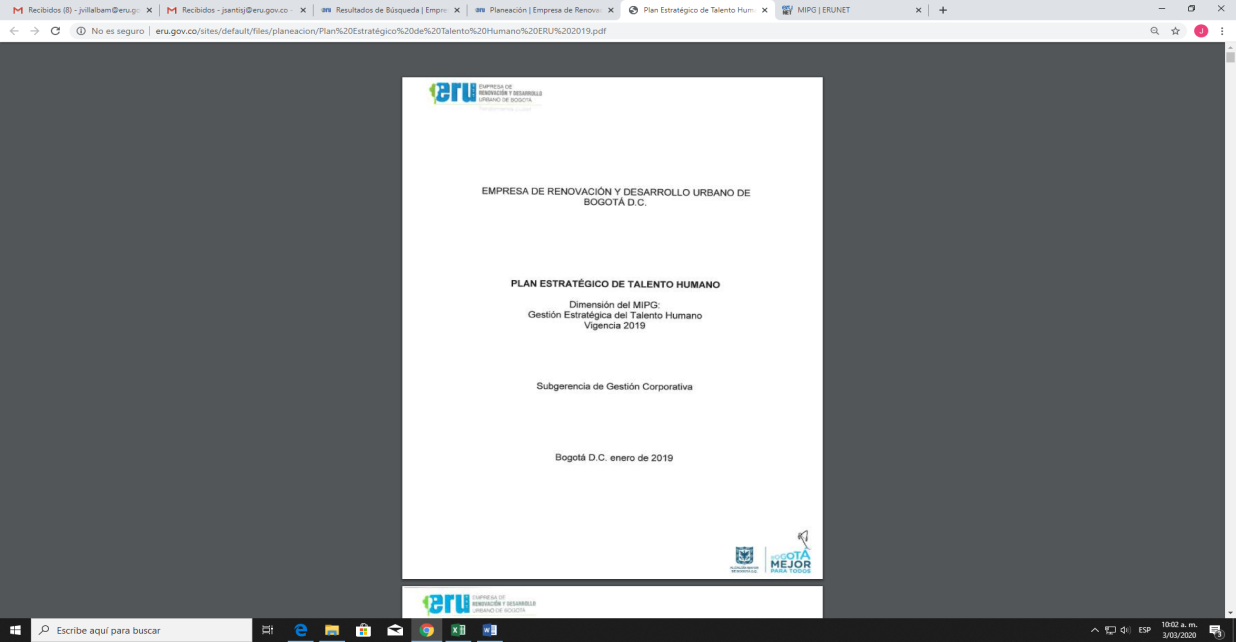 Recibidos (8) - jvillalbam@eru.go
Recibidos - jsantisj@eru.gov.co -
Resultados de Búsqueda | Empre
Planeación | Empresa de Renova
Plan Estratégico de Talento Hum
MIPG | ERUNET
No es seguro | eru.gov.co/sites/default/files/planeacion/Plan%20Estratégico%20de%20Talento%20Humano%20ERU%202019.pdf
eru
EMPRESA DE
RENOVACIÓN Y DESARROLLO
URBANO DE BOGOTÁ
EMPRESA DE RENOVACIÓN Y DESARROLLO URBANO DE
BOGOTÁ D.C.
PLAN ESTRATÉGICO DE TALENTO HUMANO
Dimensión del MIPG:
Gestión Estratégica del Talento Humano
Vigencia 2019
Subgerencia de Gestión Corporativa
Bogotá D.C. enero de 2019
ALCALDÍA MAYOR
DE BOGOTÁ D.C.
BOGOTÁ
MEJOR
PARA TODOS
eru
EMPRESA DE
RENOVACIÓN Y DESARROLLO
URBANO DE BOGOTÁ
Escribe aquí para buscar
ESP
10:02 a. m.
3/03/2020